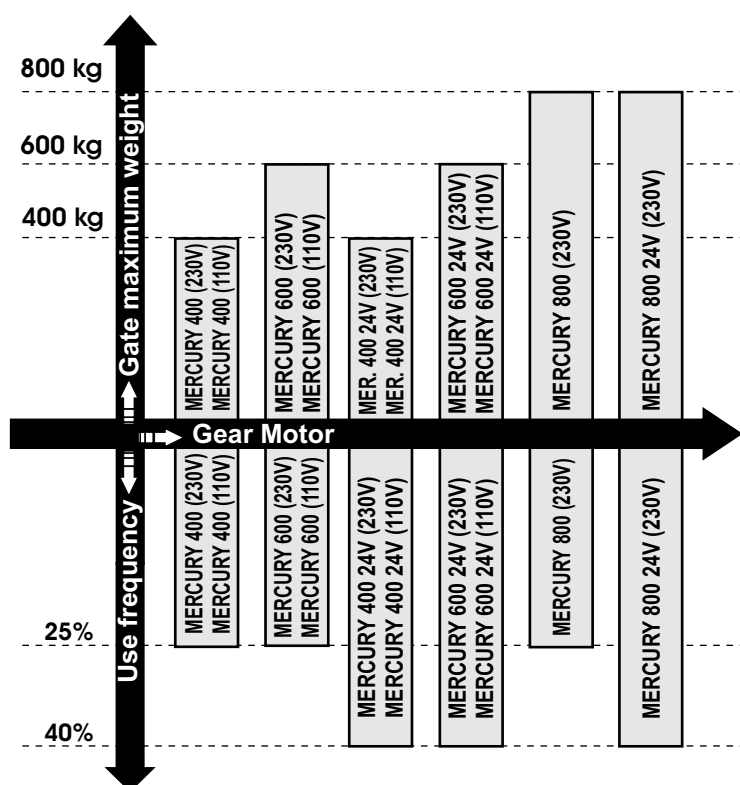 800 kg
600 kg
400 kg
Gate maximum weight
MERCURY 400 (230V)
MERCURY 400 (110V)
MERCURY 600 (230V)
MERCURY 600 (110V)
MER. 400 24V (230V)
MER. 400 24V (110V)
MERCURY 600 24V (230V)
MERCURY 600 24V (110V)
MERCURY 800 (230V)
MERCURY 800 24V (230V)
Gear Motor
Use frequency
MERCURY 400 (230V)
MERCURY 400 (110V)
MERCURY 600 (230V)
MERCURY 600 (110V)
MERCURY 400 24V (230V)
MERCURY 400 24V (110V)
MERCURY 600 24V (230V)
MERCURY 600 24V (110V)
MERCURY 800 (230V)
MERCURY 800 24V (230V)
25%
40%